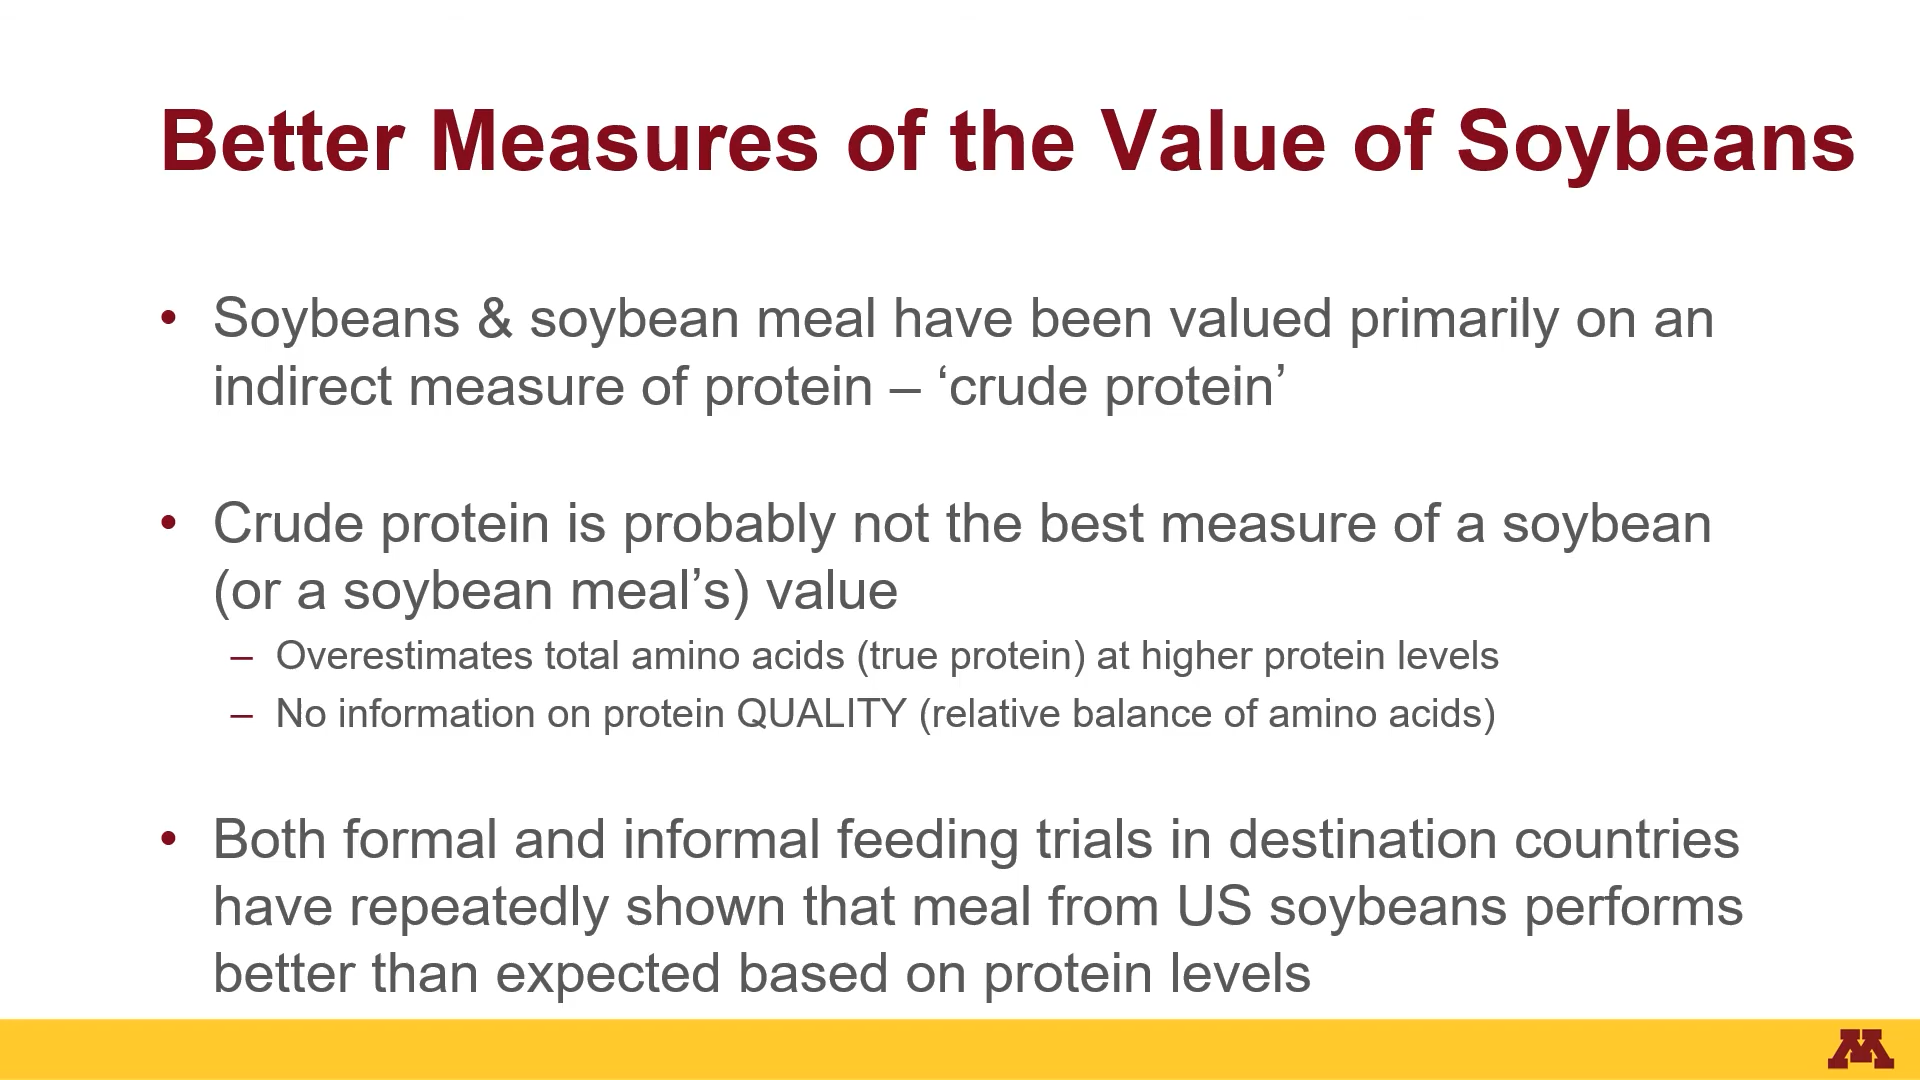 Better Measures of the Value of Soybeans
• Soybeans & soybean meal have been valued primarily on an
indirect measure of protein – ‘crude protein’
• Crude protein is probably not the best measure of a soybean
(or a soybean meal’s) value
– Overestimates total amino acids (true protein) at higher protein levels
– No information on protein QUALITY (relative balance of amino acids)
• Both formal and informal feeding trials in destination countries
have repeatedly shown that meal from US soybeans performs
better than expected based on protein levels
M